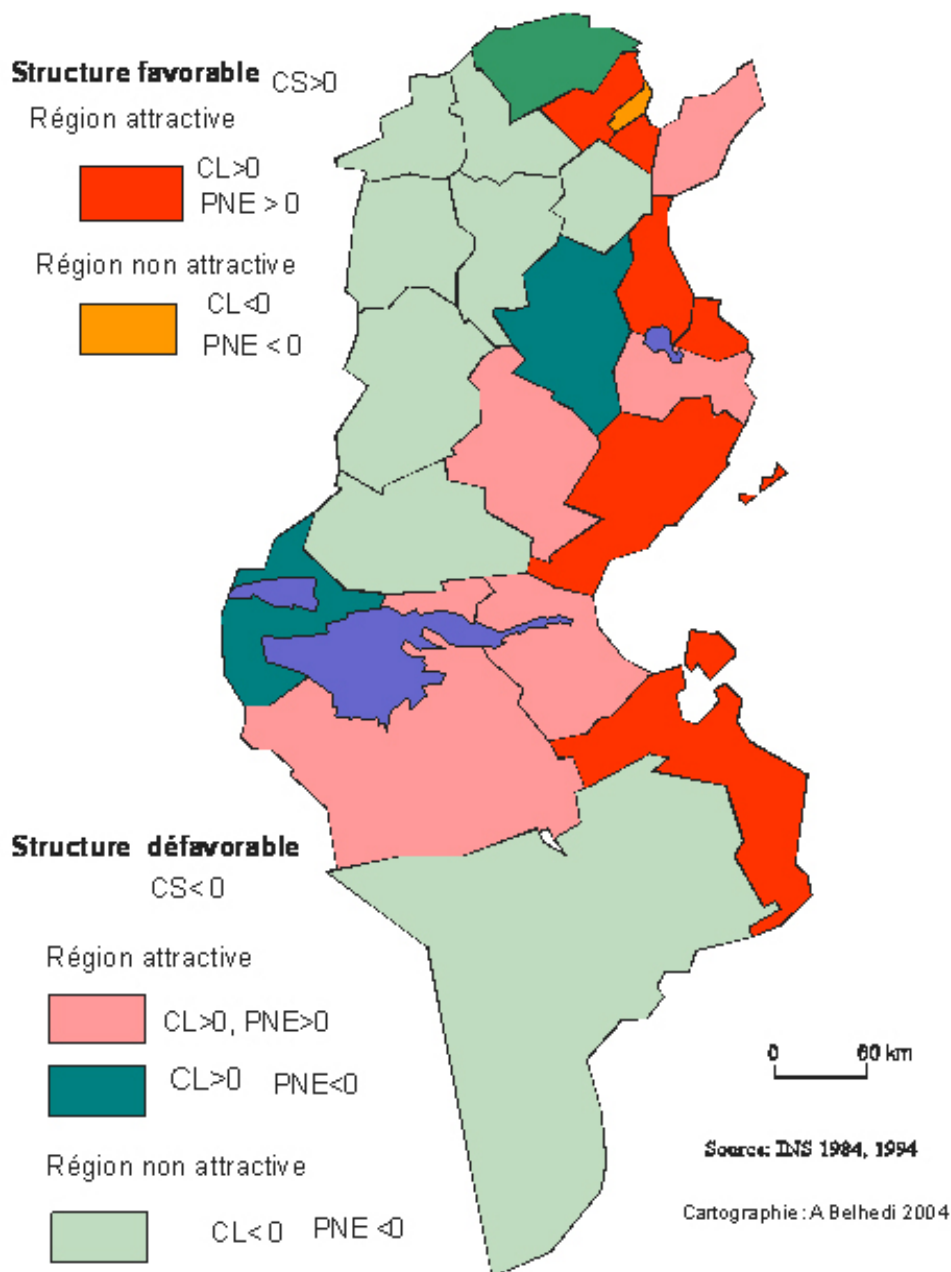 Structure favorable CS>0
Région attractive
CL>0
PNE > 0
Région non attractive
CL<0
PNE < 0
Structure défavorable
CS< 0
Région attractive
CL>0, PNE>0
CL>0 PNE<0
Région non attractive
CL< 0 PNE <0
0 60 km
Source: INS 1984, 1994
Cartographie : A Belhedi 2004